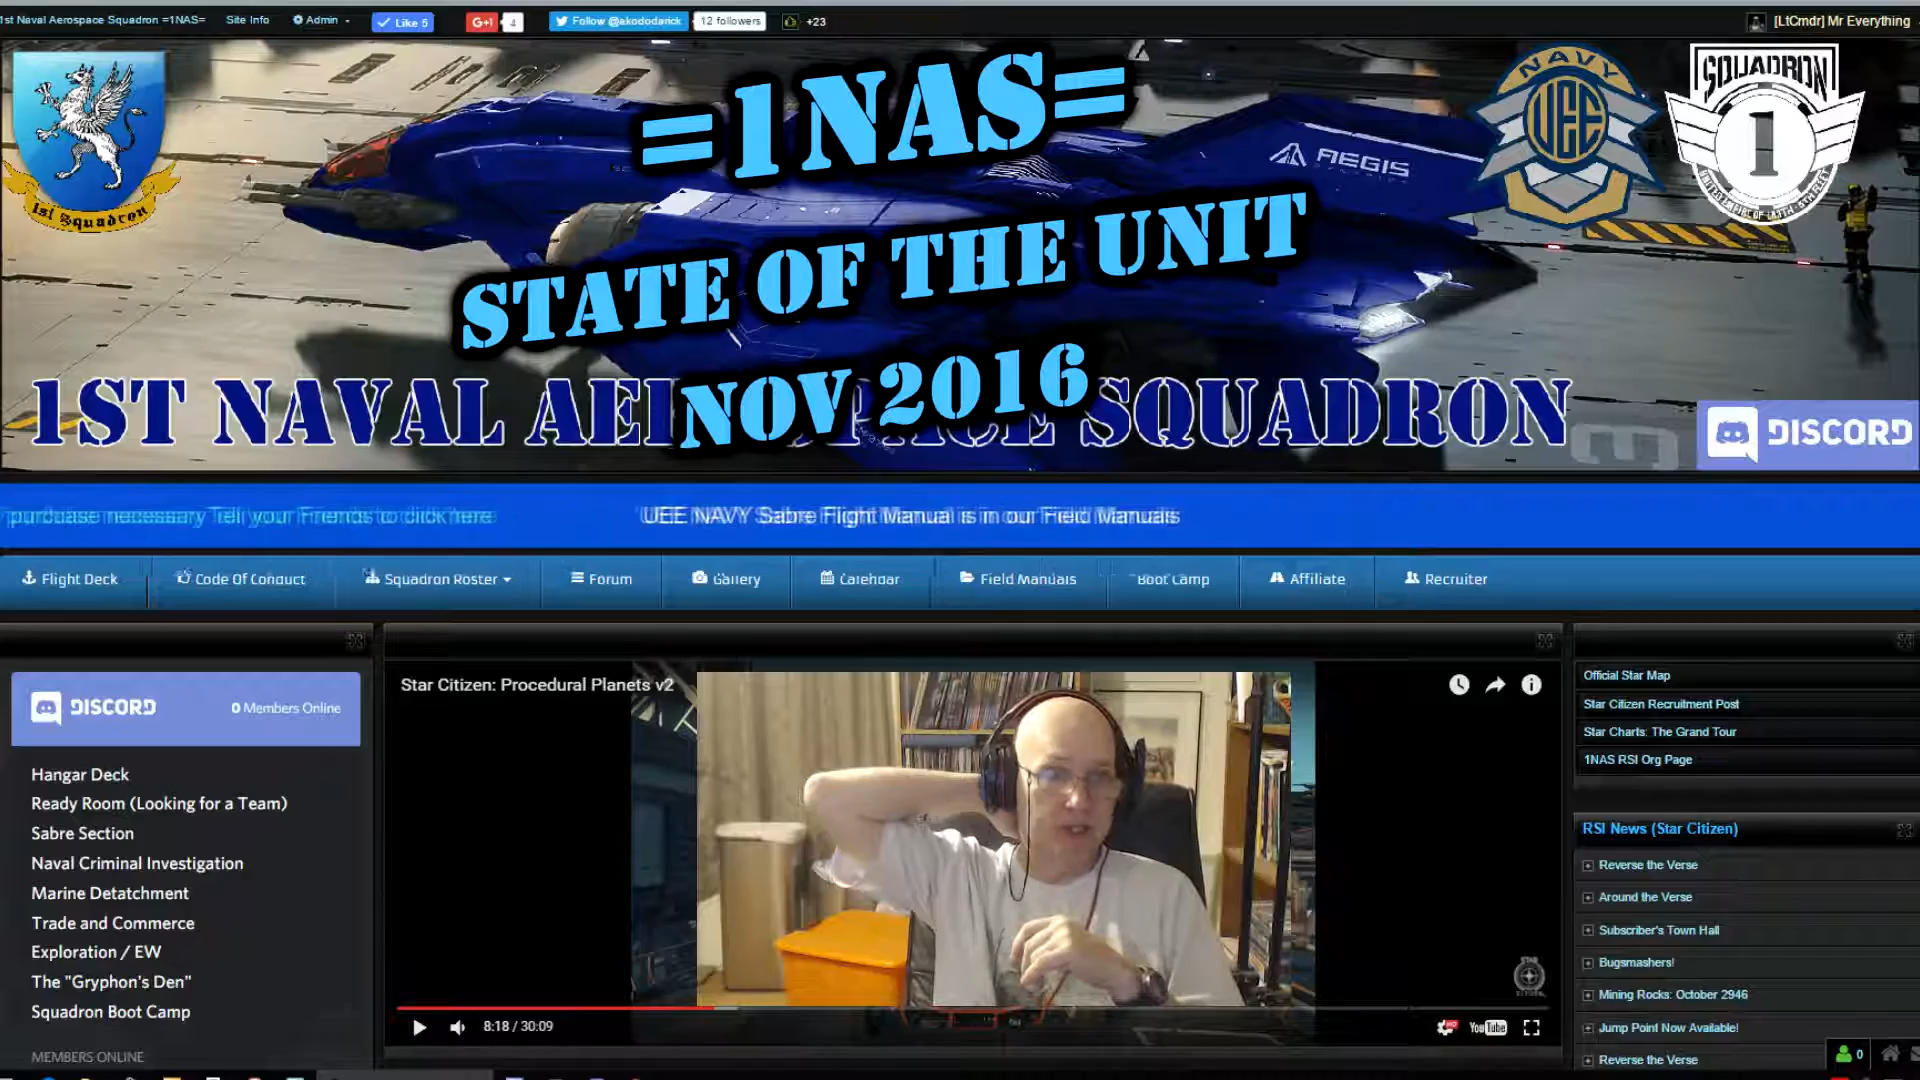 1st Naval Aerospace Squadron =1NAS=
Site Info
Admin
Like 5
G+1
4
Follow @akododarick
12 followers
+23
[LtCmdr] Mr Everything
=1NAS=
STATE OF THE UNIT
NOV 2016
1st Squadron
AEGIS
NAVY
UEE
SQUADRON
1
1ST NAVAL AE
SQUADRON
DISCORD
purchase necessary Tell your Friends to click here
UEE NAVY Sabre Flight Manual is in our Field Manuals
Flight Deck
Code Of Conduct
Squadron Roster
Forum
Gallery
Calendar
Field Manuals
Boot Camp
Affiliate
Recruiter
DISCORD
0 Members Online
Hangar Deck
Ready Room (Looking for a Team)
Sabre Section
Naval Criminal Investigation
Marine Detatchment
Trade and Commerce
Exploration / EW
The "Gryphon's Den"
Squadron Boot Camp
MEMBERS ONLINE
Star Citizen: Procedural Planets v2
8:18 / 30:09
YouTube
Official Star Map
Star Citizen Recruitment Post
Star Charts: The Grand Tour
1NAS RSI Org Page
RSI News (Star Citizen)
Reverse the Verse
Around the Verse
Subscriber's Town Hall
Bugsmashers!
Mining Rocks: October 2946
Jump Point Now Available!
Reverse the Verse
0